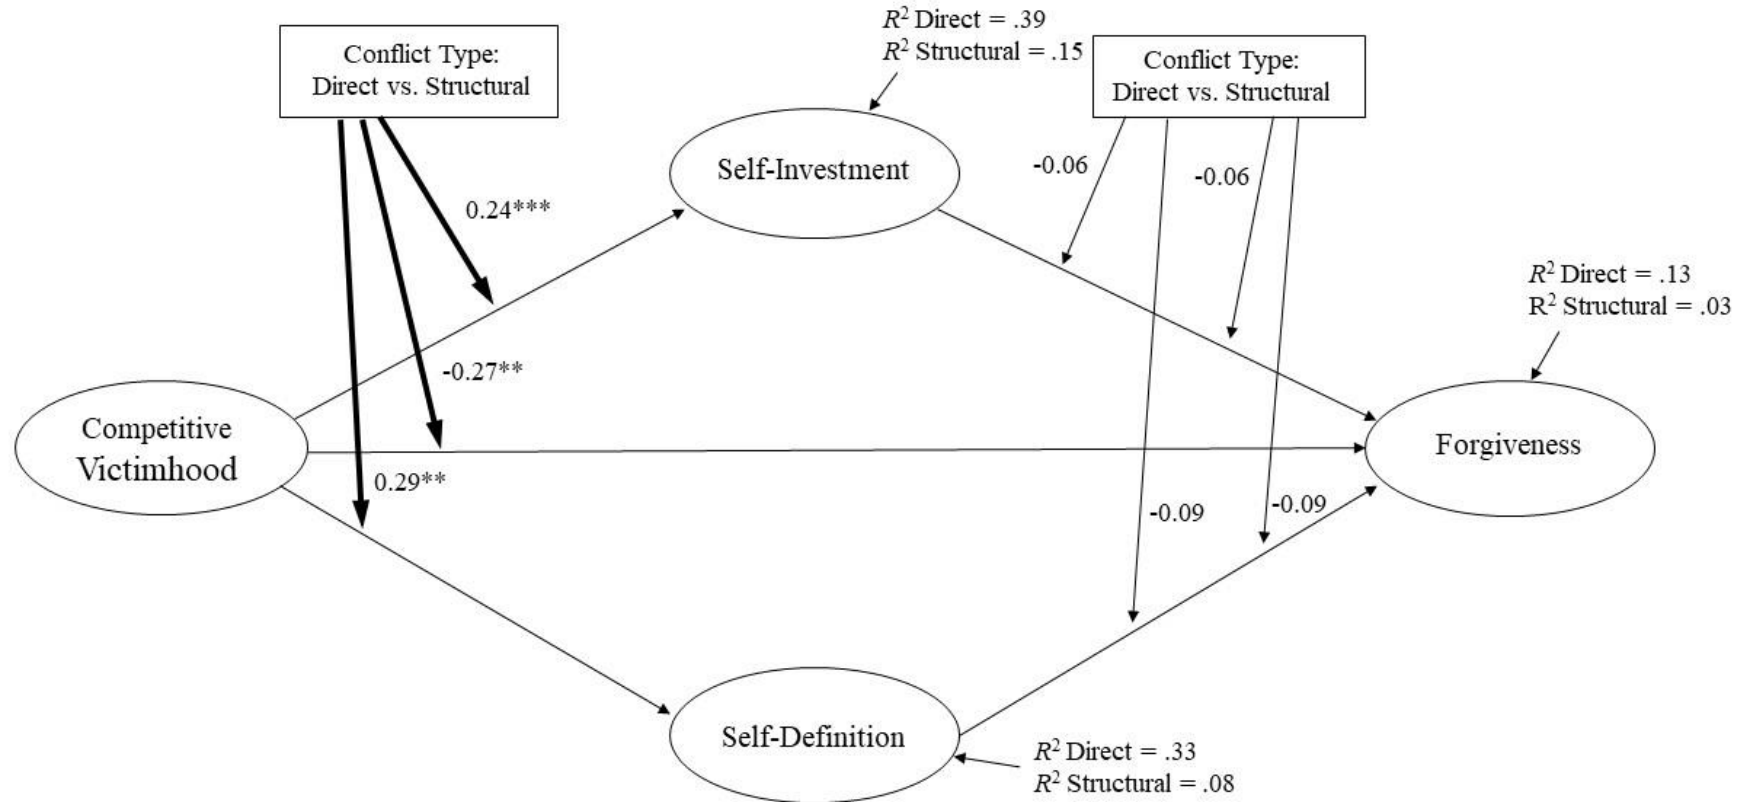 R² Direct = .39
R² Structural = .15
Conflict Type:
Direct vs. Structural
Conflict Type:
Direct vs. Structural
Self-Investment
-0.06
-0.06
0.24***
R² Direct = .13
R² Structural = .03
-0.27**
Competitive
Victimhood
Forgiveness
0.29**
-0.09
-0.09
Self-Definition
R² Direct = .33
R² Structural = .08